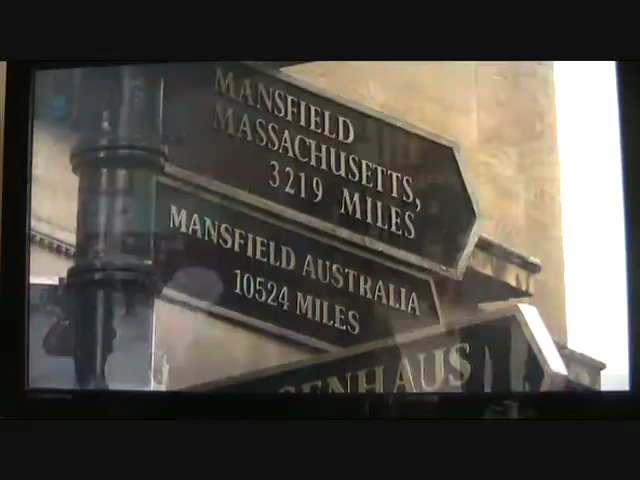 MANSFIELD
MASSACHUSETTS,
3219 MILES
MANSFIELD AUSTRALIA
10524 MILES